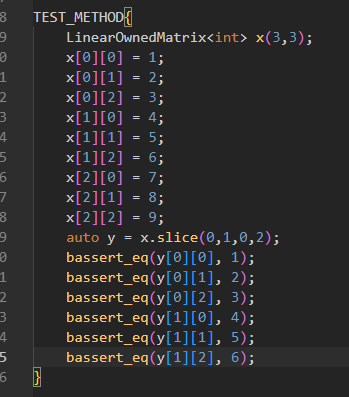 8 TEST_METHOD{
9 LinearOwnedMatrix<int> x(3,3);
0 x[0][0] = 1;
1 x[0][1] = 2;
2 x[0][2] = 3;
3 x[1][0] = 4;
4 x[1][1] = 5;
5 x[1][2] = 6;
6 x[2][0] = 7;
7 x[2][1] = 8;
8 x[2][2] = 9;
9 auto y = x.slice(0,1,0,2);
0 bassert_eq(y[0][0], 1);
1 bassert_eq(y[0][1], 2);
2 bassert_eq(y[0][2], 3);
3 bassert_eq(y[1][0], 4);
4 bassert_eq(y[1][1], 5);
5 bassert_eq(y[1][2], 6);
6 }